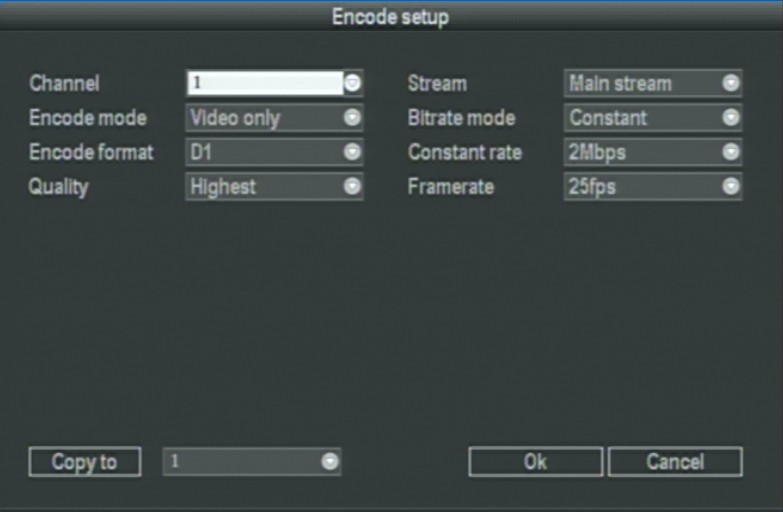 Encode setup
Channel 1 Stream Main stream
Encode mode Video only Bitrate mode Constant
Encode format D1 Constant rate 2Mbps
Quality Highest Framerate 25fps
Copy to 1 Ok Cancel